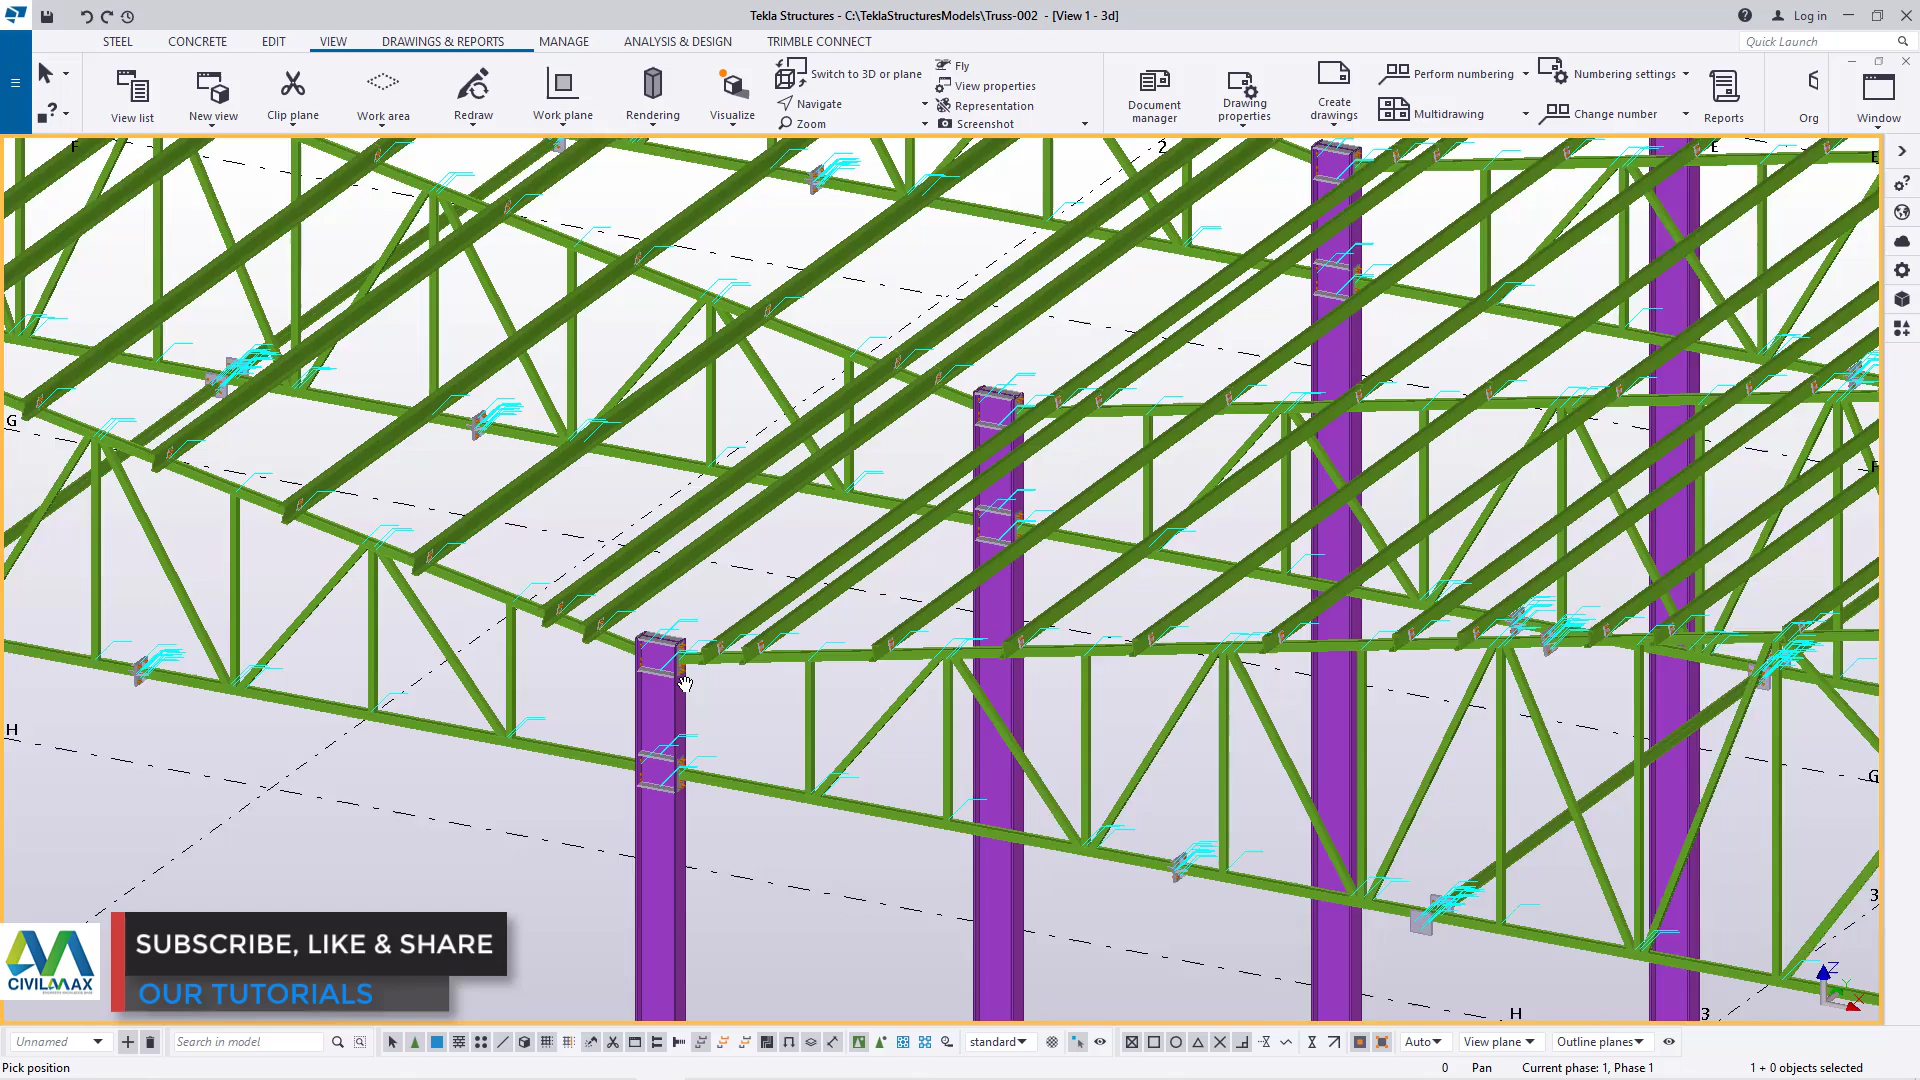 Tekla Structures - C:\TeklaStructuresModels\Truss-002 - [View 1 - 3d]
Log in
STEEL CONCRETE EDIT VIEW DRAWINGS & REPORTS MANAGE ANALYSIS & DESIGN TRIMBLE CONNECT
Quick Launch
View list
New view
Clip plane
Work area
Redraw
Work plane
Rendering
Visualize
Switch to 3D or plane
Navigate
Zoom
Fly
View properties
Representation
Screenshot
Document manager
Drawing properties
Create drawings
Perform numbering
Multidrawing
Numbering settings
Change number
Reports
Org
Window
F
2
E
E
G
F
H
G
3
H
3
Z
Y
X
CIVILMAX
SUBSCRIBE, LIKE & SHARE
OUR TUTORIALS
Unnamed
Search in model
standard
Auto
View plane
Outline planes
Pick position
0
Pan
Current phase: 1, Phase 1
1 + 0 objects selected